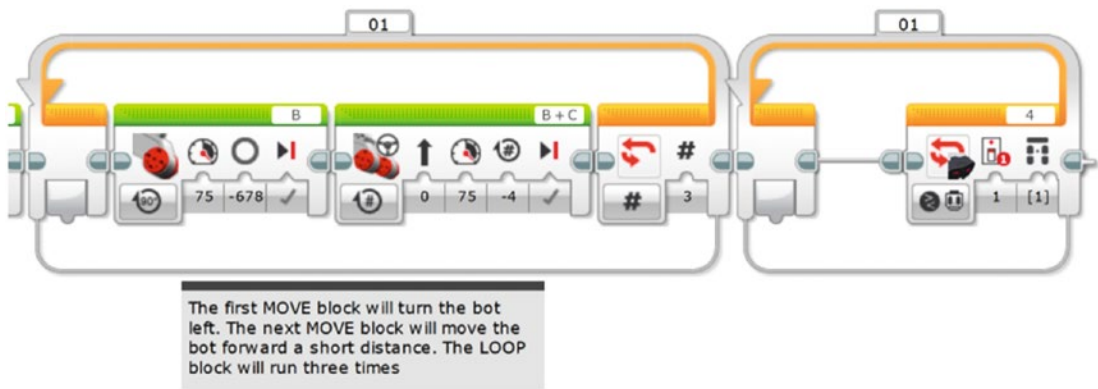 01
01
B
B + C
4
#
#
1
90°
75 -678
#
0 75 -4
#
3
1 [1]
The first MOVE block will turn the bot
left. The next MOVE block will move the
bot forward a short distance. The LOOP
block will run three times